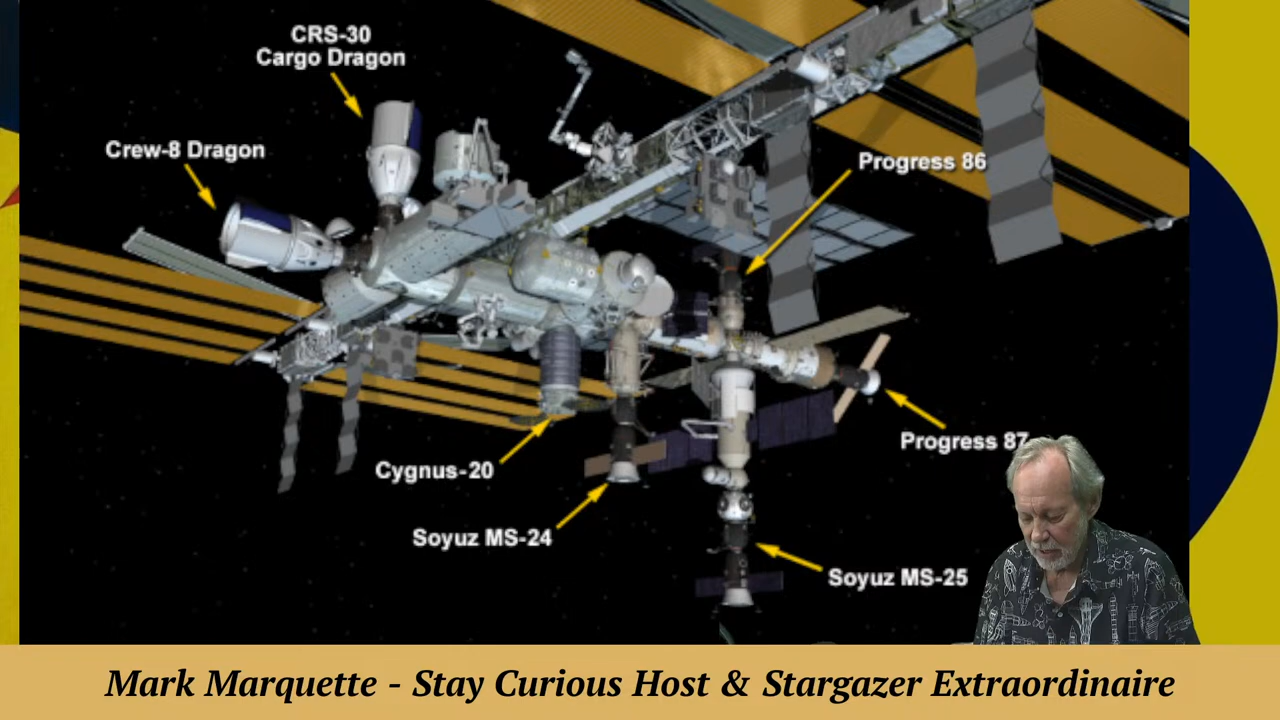 CRS-30
Cargo Dragon
Crew-8 Dragon
Progress 86
Progress 87
Cygnus-20
Soyuz MS-24
Soyuz MS-25
Mark Marquette - Stay Curious Host & Stargazer Extraordinaire